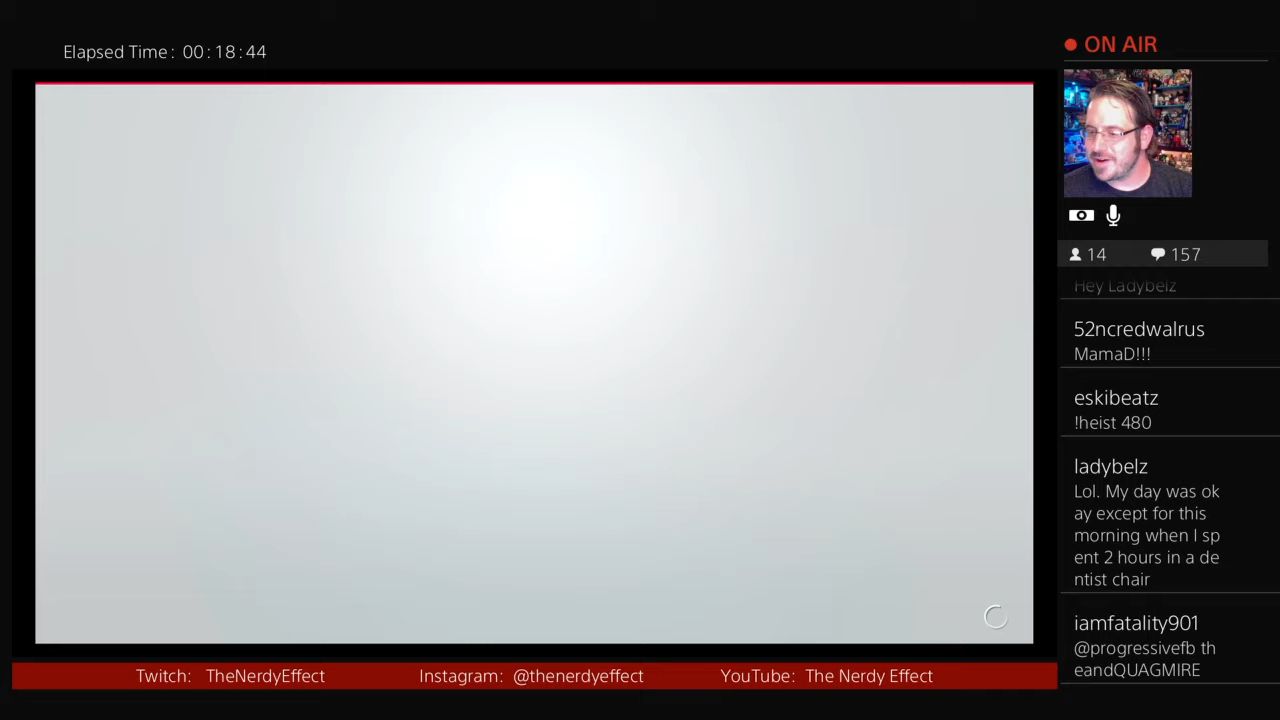 Elapsed Time: 00:18:44
ON AIR
14 157
Hey Ladybelz
52ncredwalrus
MamaD!!!
eskibeatz
!heist 480
ladybelz
Lol. My day was ok
ay except for this
morning when I sp
ent 2 hours in a de
ntist chair
iamfatality901
@progressivefb th
eandQUAGMIRE
Twitch: TheNerdyEffect Instagram: @thenerdyeffect YouTube: The Nerdy Effect